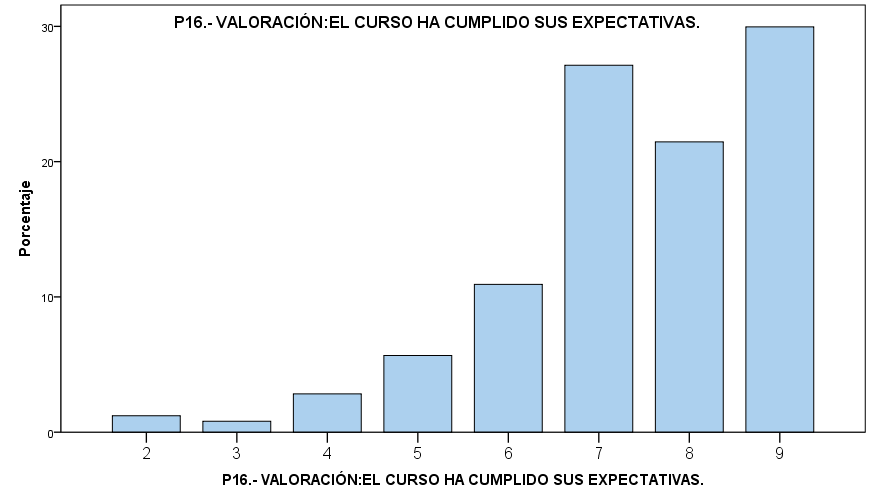 P16.- VALORACIÓN:EL CURSO HA CUMPLIDO SUS EXPECTATIVAS.
30
20
10
0
Porcentaje
2 3 4 5 6 7 8 9
P16.- VALORACIÓN:EL CURSO HA CUMPLIDO SUS EXPECTATIVAS.